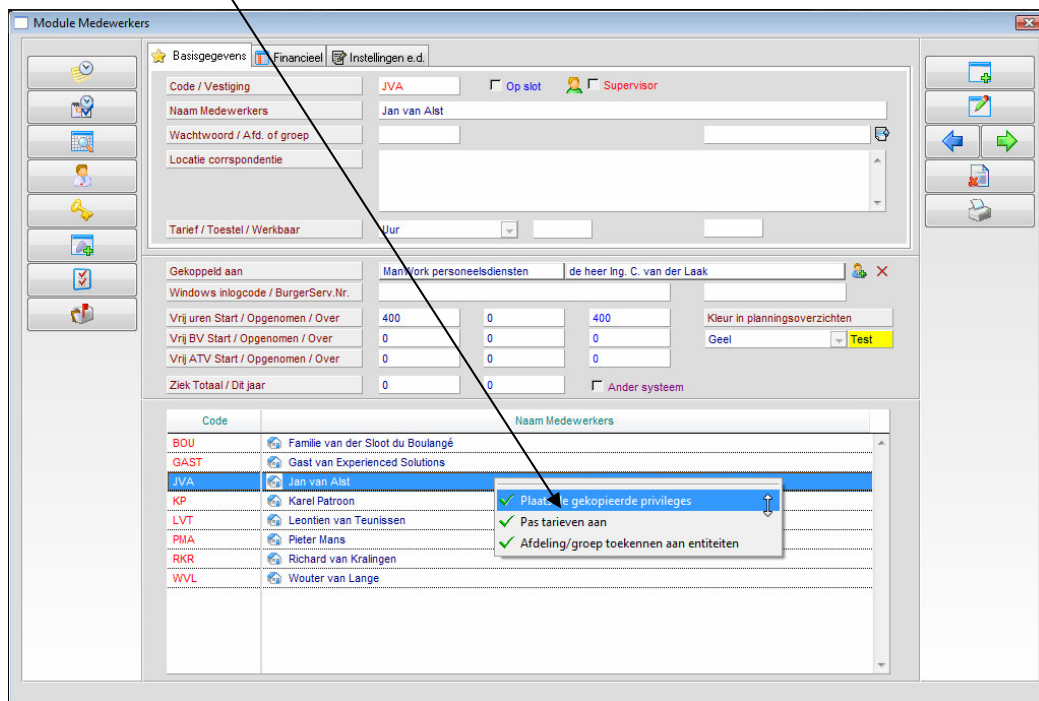 Module Medewerkers
Basisgegevens Financieel Instellingen e.d.
Code / Vestiging JVA Op slot Supervisor
Naam Medewerkers Jan van Alst
Wachtwoord / Afd. of groep
Locatie corrspondentie
Tarief / Toestel / Werkbaar Uur
Gekoppeld aan ManWork personeelsdiensten de heer Ing. C. van der Laak
Windows inlogcode / BurgerServ.Nr.
Vrij uren Start / Opgenomen / Over 400 0 400 Kleur in planningsoverzichten
Vrij BV Start / Opgenomen / Over 0 0 0 Geel Test
Vrij ATV Start / Opgenomen / Over 0 0 0
Ziek Totaal / Dit jaar 0 0 Ander systeem
Code Naam Medewerkers
BOU Familie van der Sloot du Boulangé
GAST Gast van Experienced Solutions
JVA Jan van Alst
KP Karel Patroon
LVT Leontien van Teunissen
PMA Pieter Mans
RKR Richard van Kralingen
WVL Wouter van Lange
Plaats de gekopieerde privileges
Pas tarieven aan
Afdeling/groep toekennen aan entiteiten